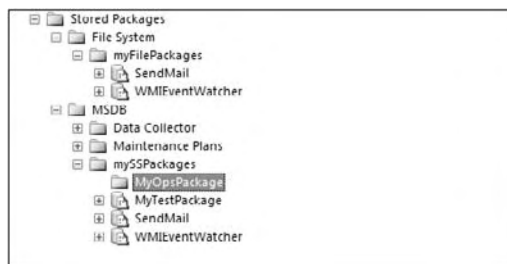 Stored Packages
File System
myFilePackages
SendMail
WMIEventWatcher
MSDB
Data Collector
Maintenance Plans
mySSPackages
MyOpsPackage
MyTestPackage
SendMail
WMIEventWatcher